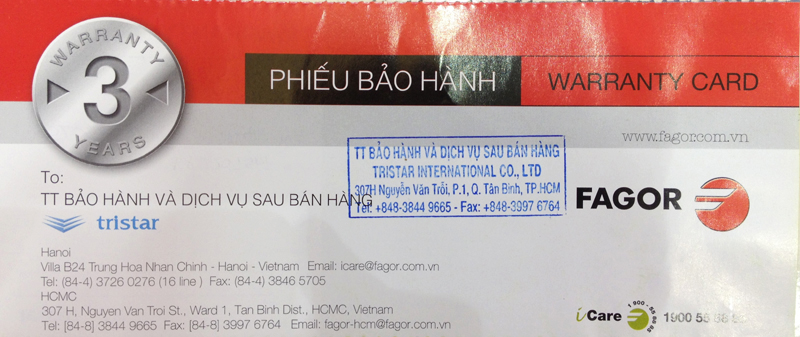 WARRANTY
3
YEARS
PHIẾU BẢO HÀNH
WARRANTY CARD
www.fagor.com.vn
To:
TT BẢO HÀNH VÀ DỊCH VỤ SAU BÁN HÀNG
tristar
TT BẢO HÀNH VÀ DỊCH VỤ SAU BÁN HÀNG
TRISTAR INTERNATIONAL CO., LTD
307H Nguyễn Văn Trỗi, P.1, Q. Tân Bình, TP.HCM
Tel: +848-3844 9665 - Fax: +848-3997 6764
FAGOR
Hanoi
Villa B24 Trung Hoa Nhan Chinh - Hanoi - Vietnam Email: icare@fagor.com.vn
Tel: (84-4) 3726 0276 (16 line ) Fax: (84-4) 3846 5705
HCMC
307 H, Nguyen Van Troi St., Ward 1, Tan Binh Dist., HCMC, Vietnam
Tel: [84-8] 3844 9665 Fax: [84-8] 3997 6764 Email: fagor-hcm@fagor.com.vn
iCare
1900 55 88